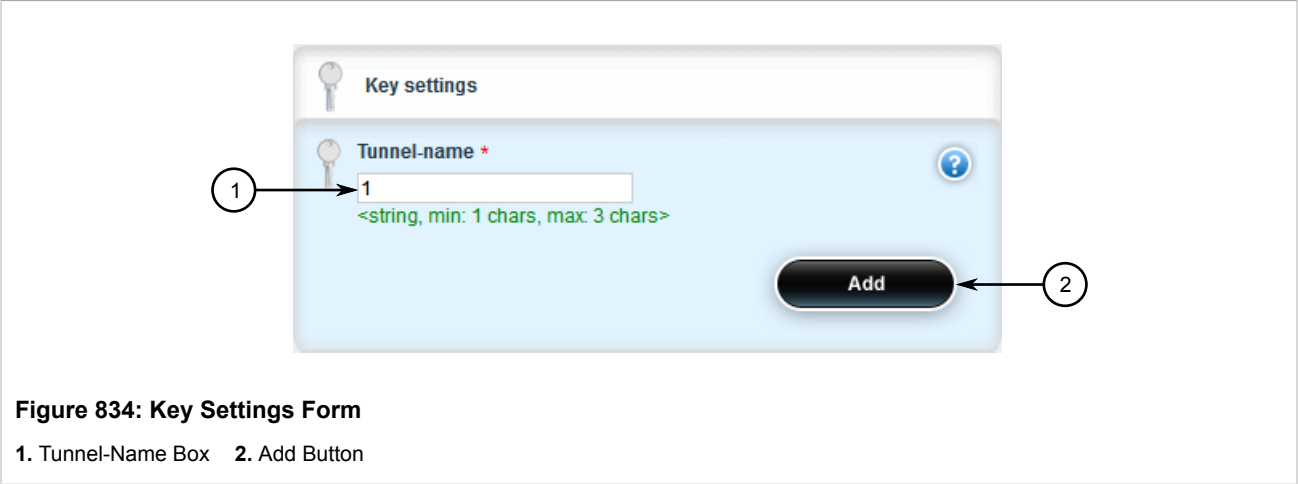 Key settings
Tunnel-name *
?
1
1
<string, min: 1 chars, max: 3 chars>
Add
2
Figure 834: Key Settings Form
1. Tunnel-Name Box 2. Add Button